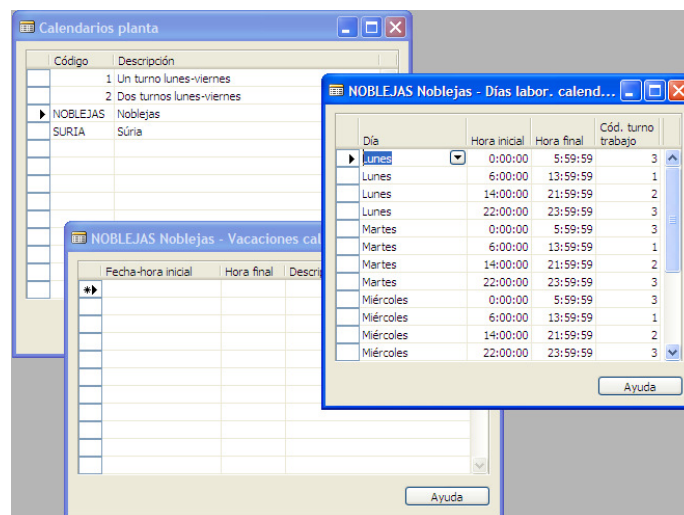 Calendarios planta
Código Descripción
1 Un turno lunes-viernes
2 Dos turnos lunes-viernes
NOBLEJAS Noblejas
SURIA Súria
NOBLEJAS Noblejas - Días labor. calend...
Día Hora inicial Hora final Cód. turno trabajo
Lunes 0:00:00 5:59:59 3
Lunes 6:00:00 13:59:59 1
Lunes 14:00:00 21:59:59 2
Lunes 22:00:00 23:59:59 3
Martes 0:00:00 5:59:59 3
Martes 6:00:00 13:59:59 1
Martes 14:00:00 21:59:59 2
Martes 22:00:00 23:59:59 3
Miércoles 0:00:00 5:59:59 3
Miércoles 6:00:00 13:59:59 1
Miércoles 14:00:00 21:59:59 2
Miércoles 22:00:00 23:59:59 3
Ayuda
NOBLEJAS Noblejas - Vacaciones cal
Fecha-hora inicial Hora final Descrip
Ayuda